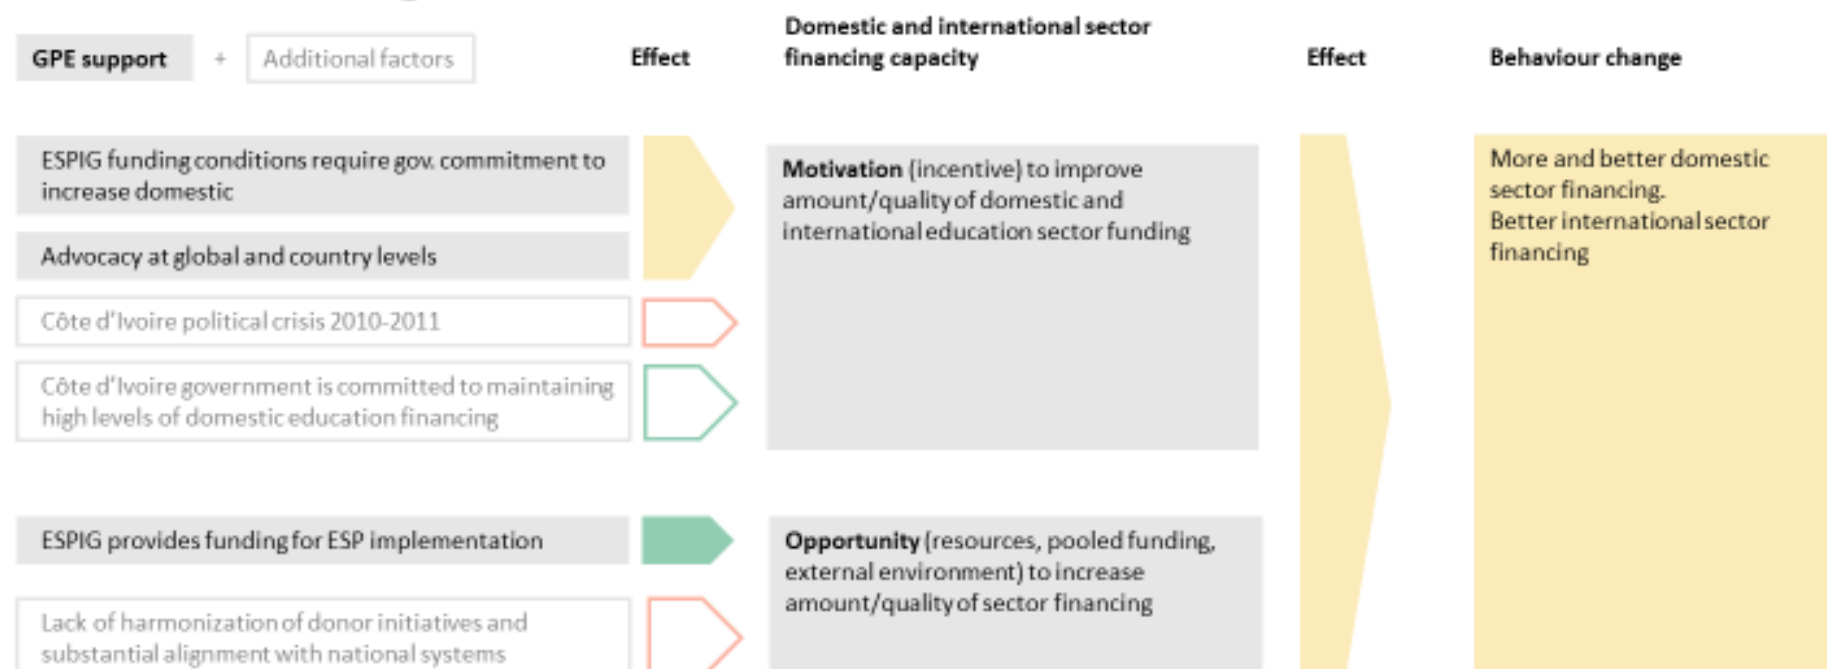 GPE support + Additional factors
Effect
Domestic and international sector
financing capacity
Effect
Behaviour change
ESPIG funding conditions require gov. commitment to
increase domestic
Advocacy at global and country levels
Côte d'Ivoire political crisis 2010-2011
Côte d'Ivoire government is committed to maintaining
high levels of domestic education financing
Motivation (incentive) to improve
amount/quality of domestic and
international education sector funding
More and better domestic
sector financing.
Better international sector
financing
ESPIG provides funding for ESP implementation
Lack of harmonization of donor initiatives and
substantial alignment with national systems
Opportunity (resources, pooled funding,
external environment) to increase
amount/quality of sector financing